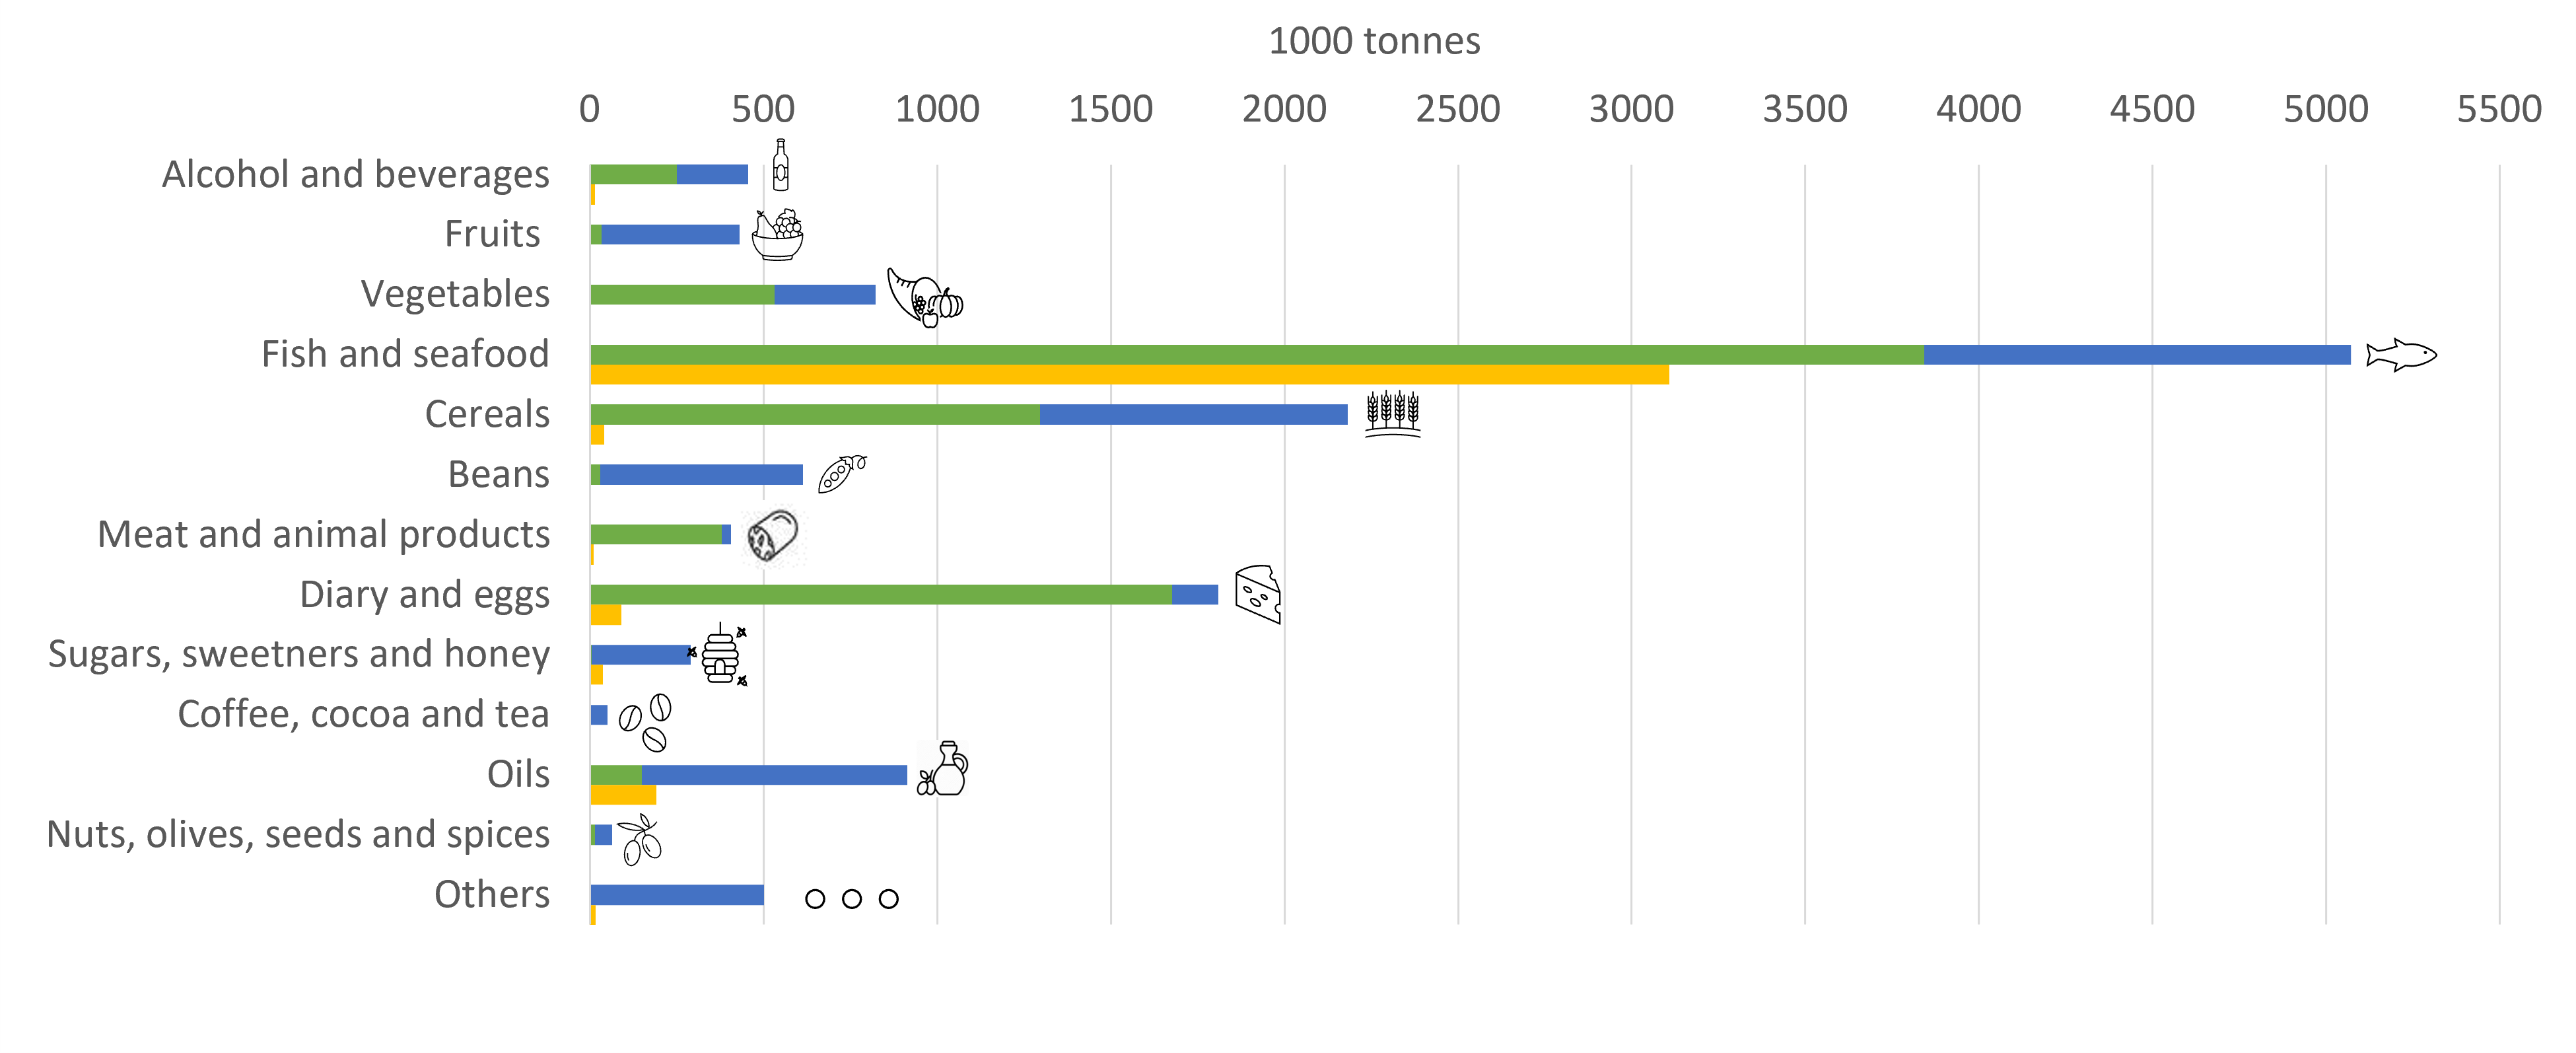 1000 tonnes
0 500 1000 1500 2000 2500 3000 3500 4000 4500 5000 5500
Alcohol and beverages
Fruits
Vegetables
Fish and seafood
Cereals
Beans
Meat and animal products
Diary and eggs
Sugars, sweetners and honey
Coffee, cocoa and tea
Oils
Nuts, olives, seeds and spices
Others